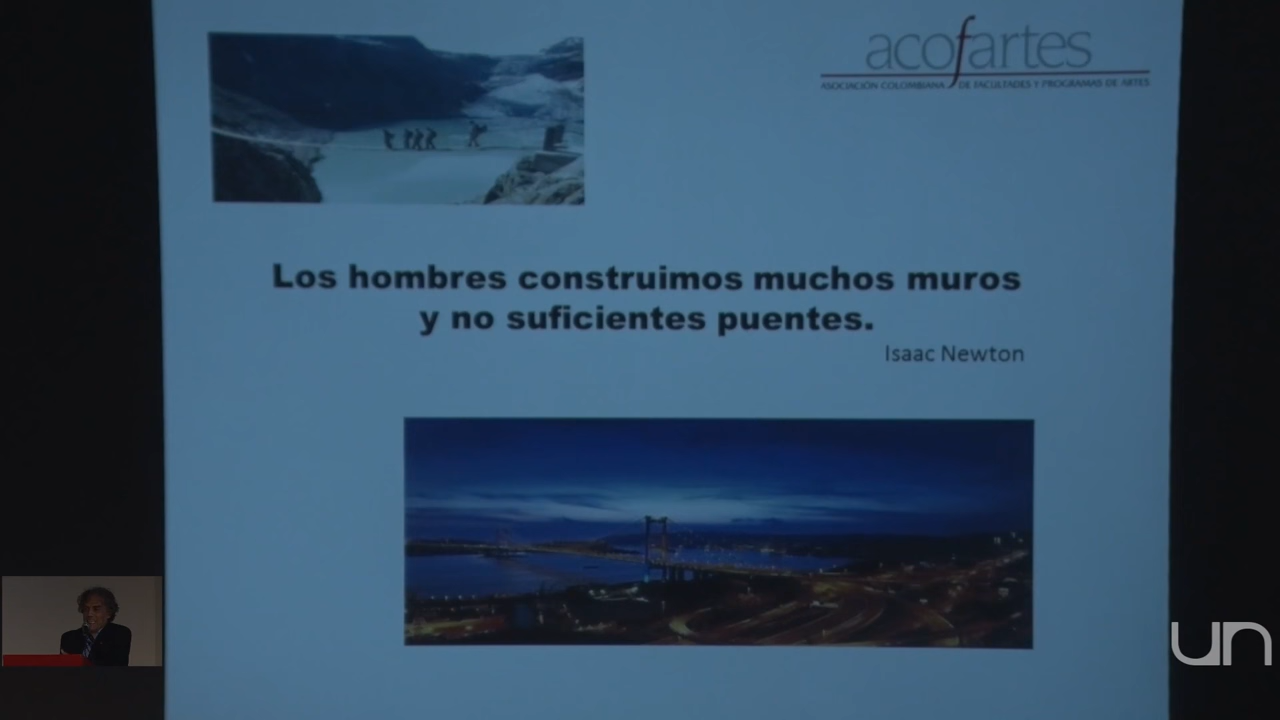 acofartes
ASOCIACIÓN COLOMBIANA DE FACULTADES Y PROGRAMAS DE ARTES
Los hombres construimos muchos muros
y no suficientes puentes.
Isaac Newton
un